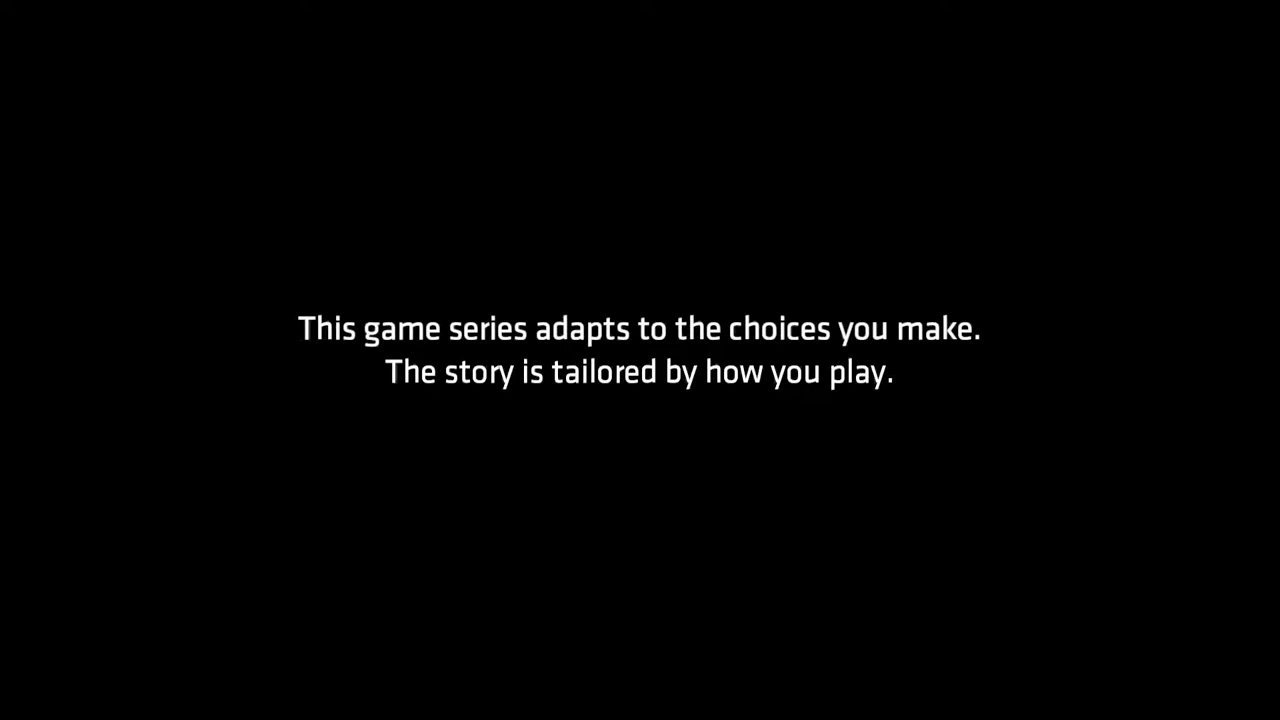 This game series adapts to the choices you make.
The story is tailored by how you play.